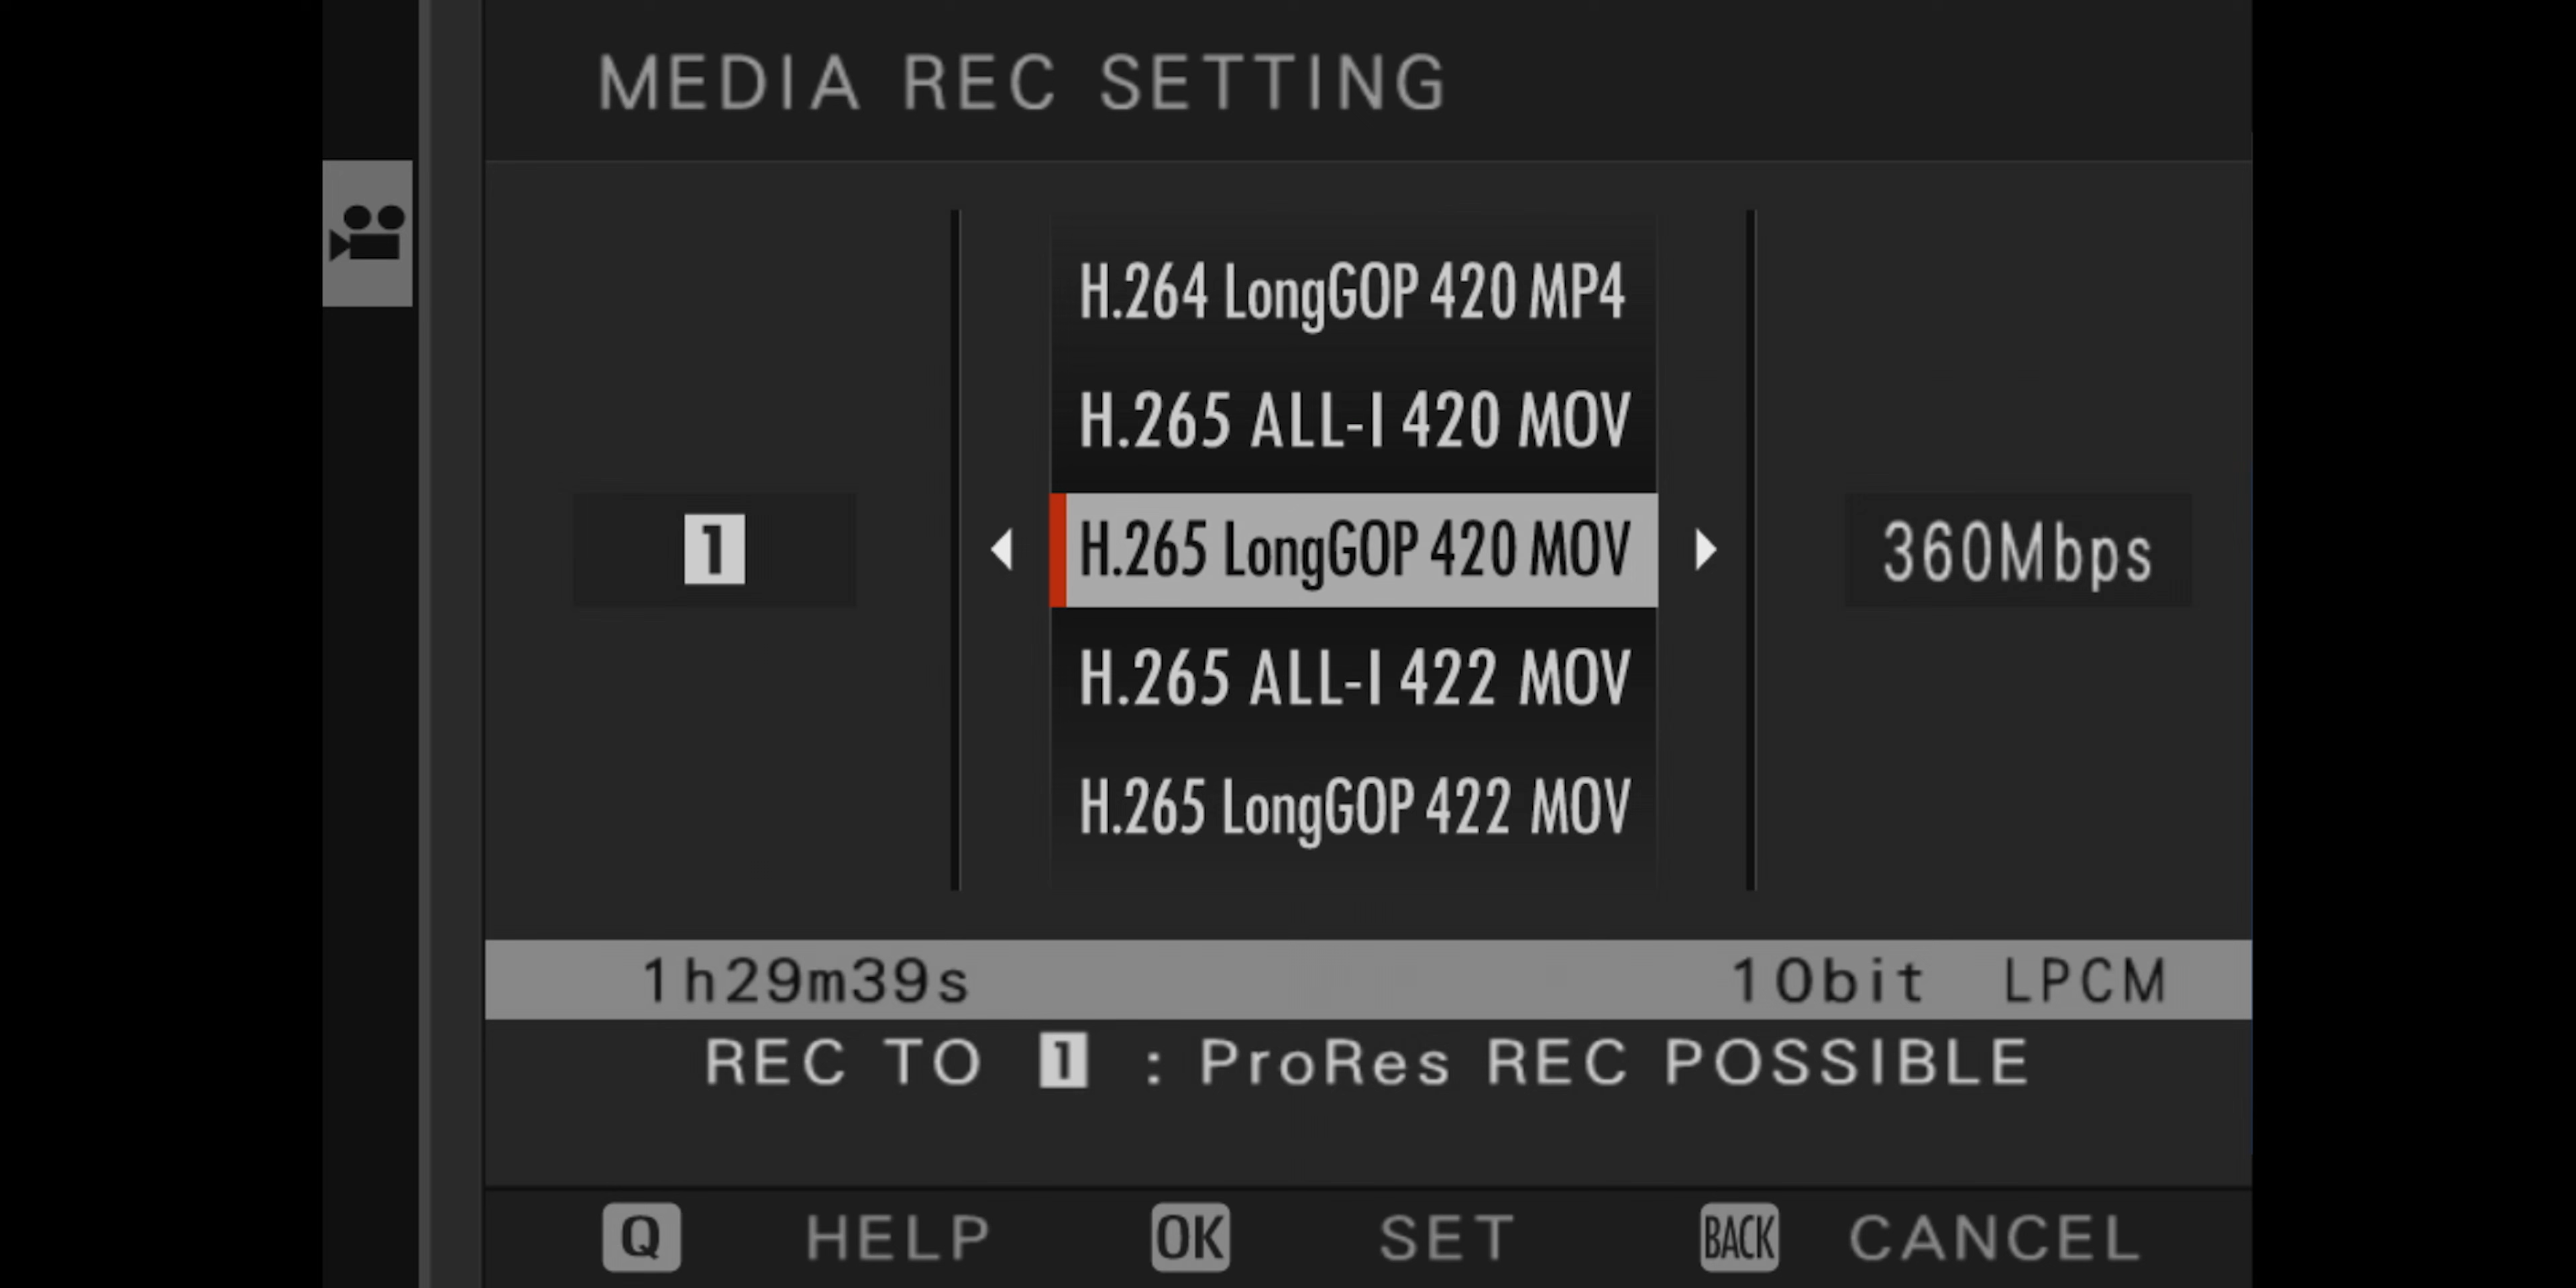 MEDIA REC SETTING
H.264 LongGOP 420 MP4
H.265 ALL-I 420 MOV
1 H.265 LongGOP 420 MOV 360Mbps
H.265 ALL-I 422 MOV
H.265 LongGOP 422 MOV
1h29m39s 10bit LPCM
REC TO 1 : ProRes REC POSSIBLE
Q HELP OK SET BACK CANCEL